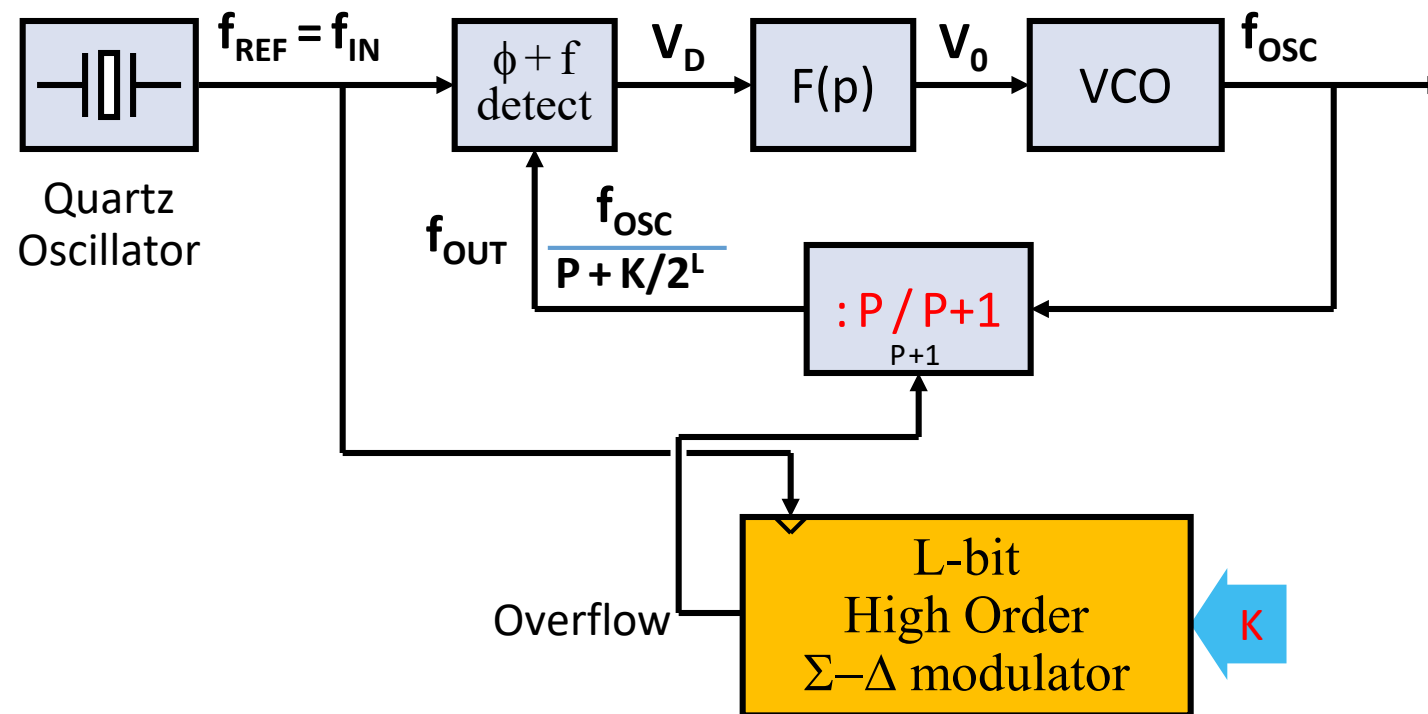 f_REF = f_IN
ϕ + f
detect
V_D
F(p)
V_0
VCO
f_OSC
Quartz
Oscillator
f_OUT
f_OSC
P + K/2^L
: P / P+1
P+1
Overflow
L-bit
High Order
Σ–Δ modulator
K